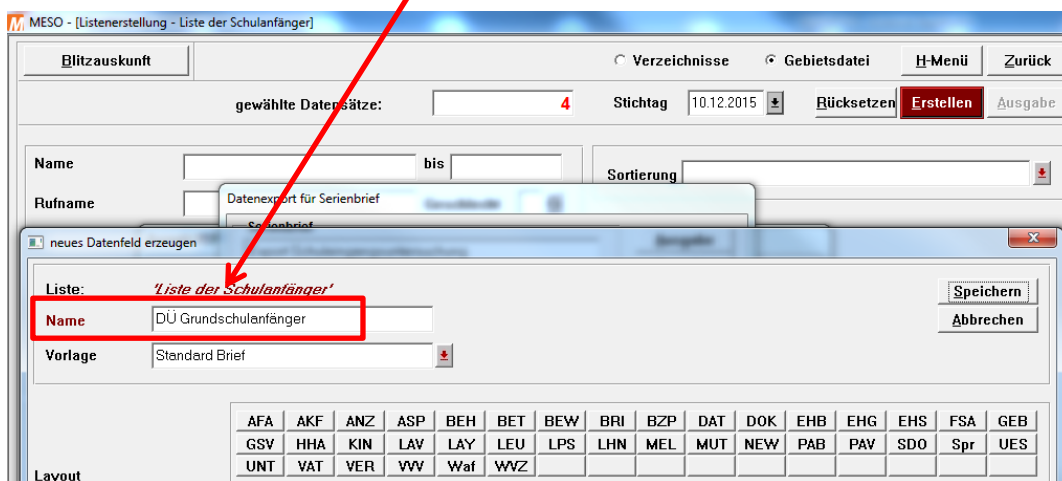 MESO - [Listenerstellung - Liste der Schulanfänger]
Blitzauskunft Verzeichnisse Gebietsdatei H-Menü Zurück
gewählte Datensätze: 4 Stichtag 10.12.2015 Rücksetzen Erstellen Ausgabe
Name bis Sortierung
Rufname Datenexport für Serienbrief
Serienbrief
neues Datenfeld erzeugen
Liste: 'Liste der Schulanfänger' Speichern
Name DÜ Grundschulanfänger Abbrechen
Vorlage Standard Brief
AFA AKF ANZ ASP BEH BET BEW BRI BZP DAT DOK EHB EHG EHS FSA GEB
GSV HHA KIN LAV LAY LEU LPS LHN MEL MUT NEW PAB PAV SDO Spr UES
UNT VAT VER VVV Waf WVZ
Layout